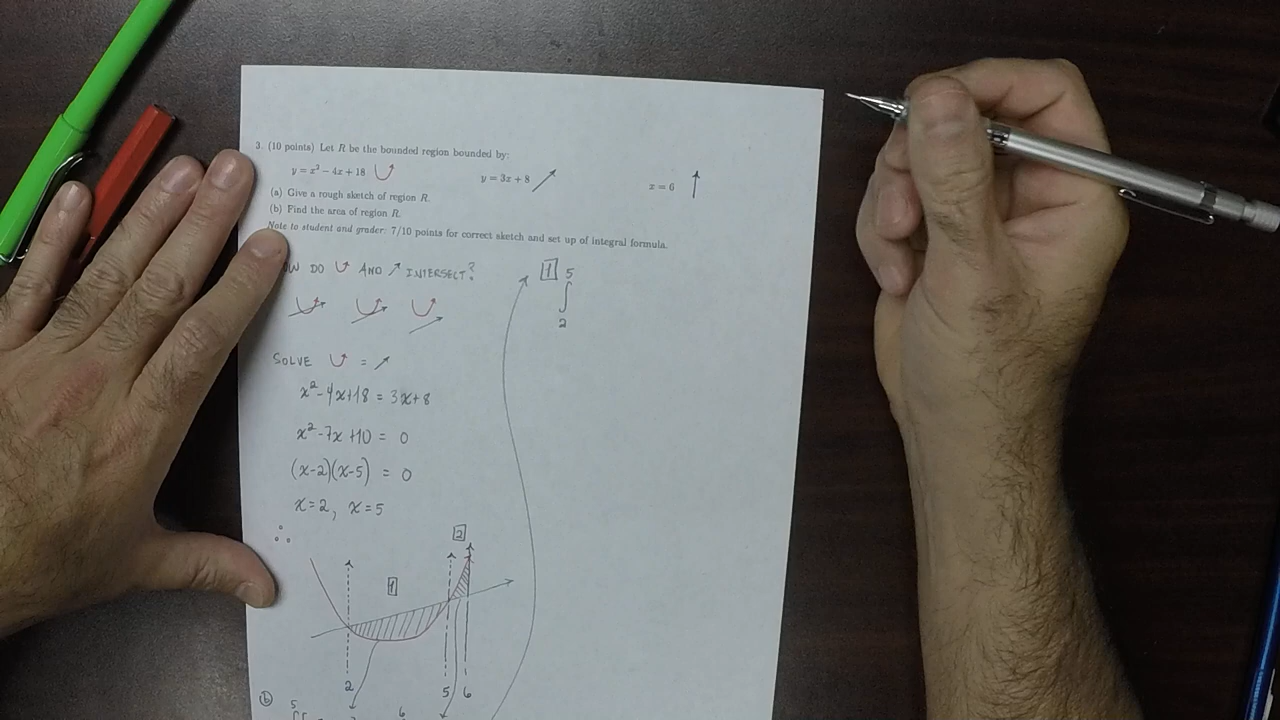 3. (10 points) Let R be the bounded region bounded by:
y = x² − 4x + 18 y = 3x + 8 x = 6
(a) Give a rough sketch of region R.
(b) Find the area of region R.
Note to student and grader: 7/10 points for correct sketch and set up of integral formula.
OW DO AND INTERSECT?
SOLVE =
x²-4x+18 = 3x+8
x²-7x+10 = 0
(x-2)(x-5) = 0
x=2, x=5
∴
1
2
2 5 6
(b)
5
6
1
5
∫
2